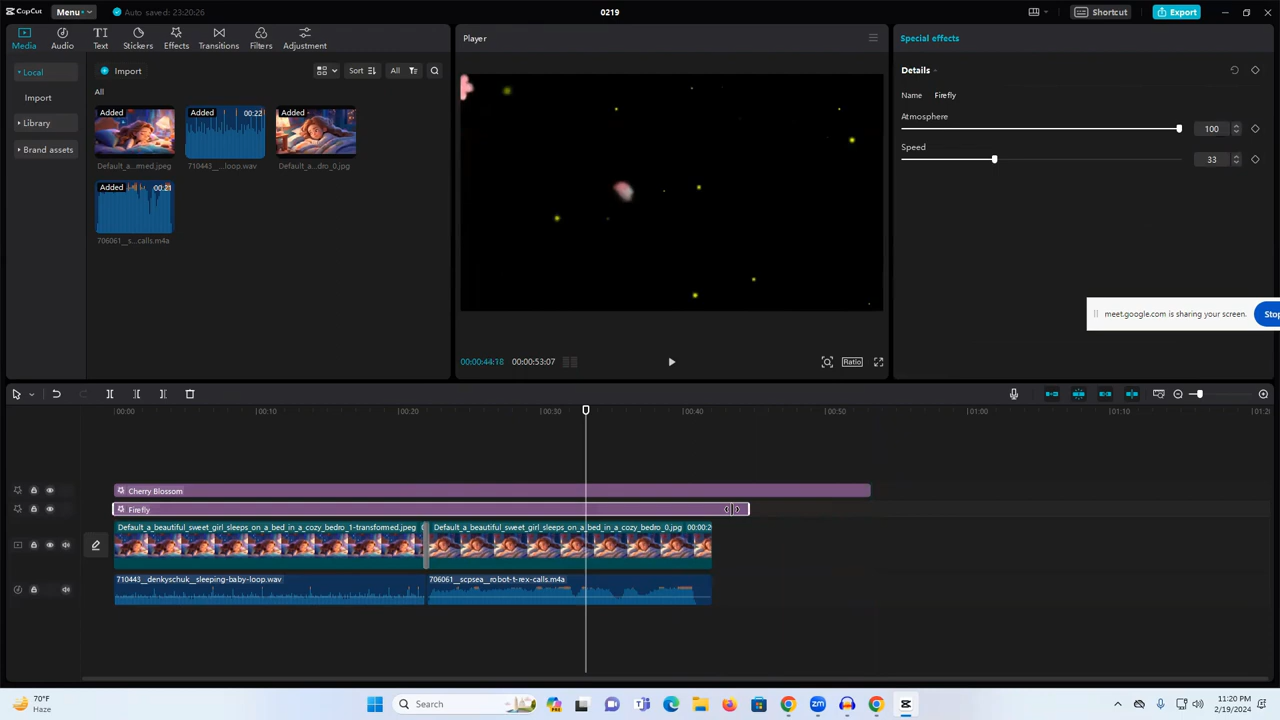 CapCut
Menu
Auto saved: 23:20:26
0219
Shortcut
Export
Media
Audio
Text
Stickers
Effects
Transitions
Filters
Adjustment
Local
Import
Library
Brand assets
Import
Sort
All
All
Added
Added
00:22
Added
Default_a...rmed.jpeg
710443__...loop.wav
Default_a...dro_0.jpg
Added
00:21
706061__s...calls.m4a
Player
00:00:44:18
00:00:53:07
Ratio
Special effects
Details
Name
Firefly
Atmosphere
100
Speed
33
meet.google.com is sharing your screen.
Stop
00:00
00:10
00:20
00:30
00:40
00:50
01:00
01:10
01:20
Cherry Blossom
Firefly
Default_a_beautiful_sweet_girl_sleeps_on_a_bed_in_a_cozy_bedro_1-transformed.jpeg
Default_a_beautiful_sweet_girl_sleeps_on_a_bed_in_a_cozy_bedro_0.jpg
00:00:2
710443__denkyschuk__sleeping-baby-loop.wav
706061__scpsea__robot-t-rex-calls.m4a
70°F
Haze
Search
11:20 PM
2/19/2024